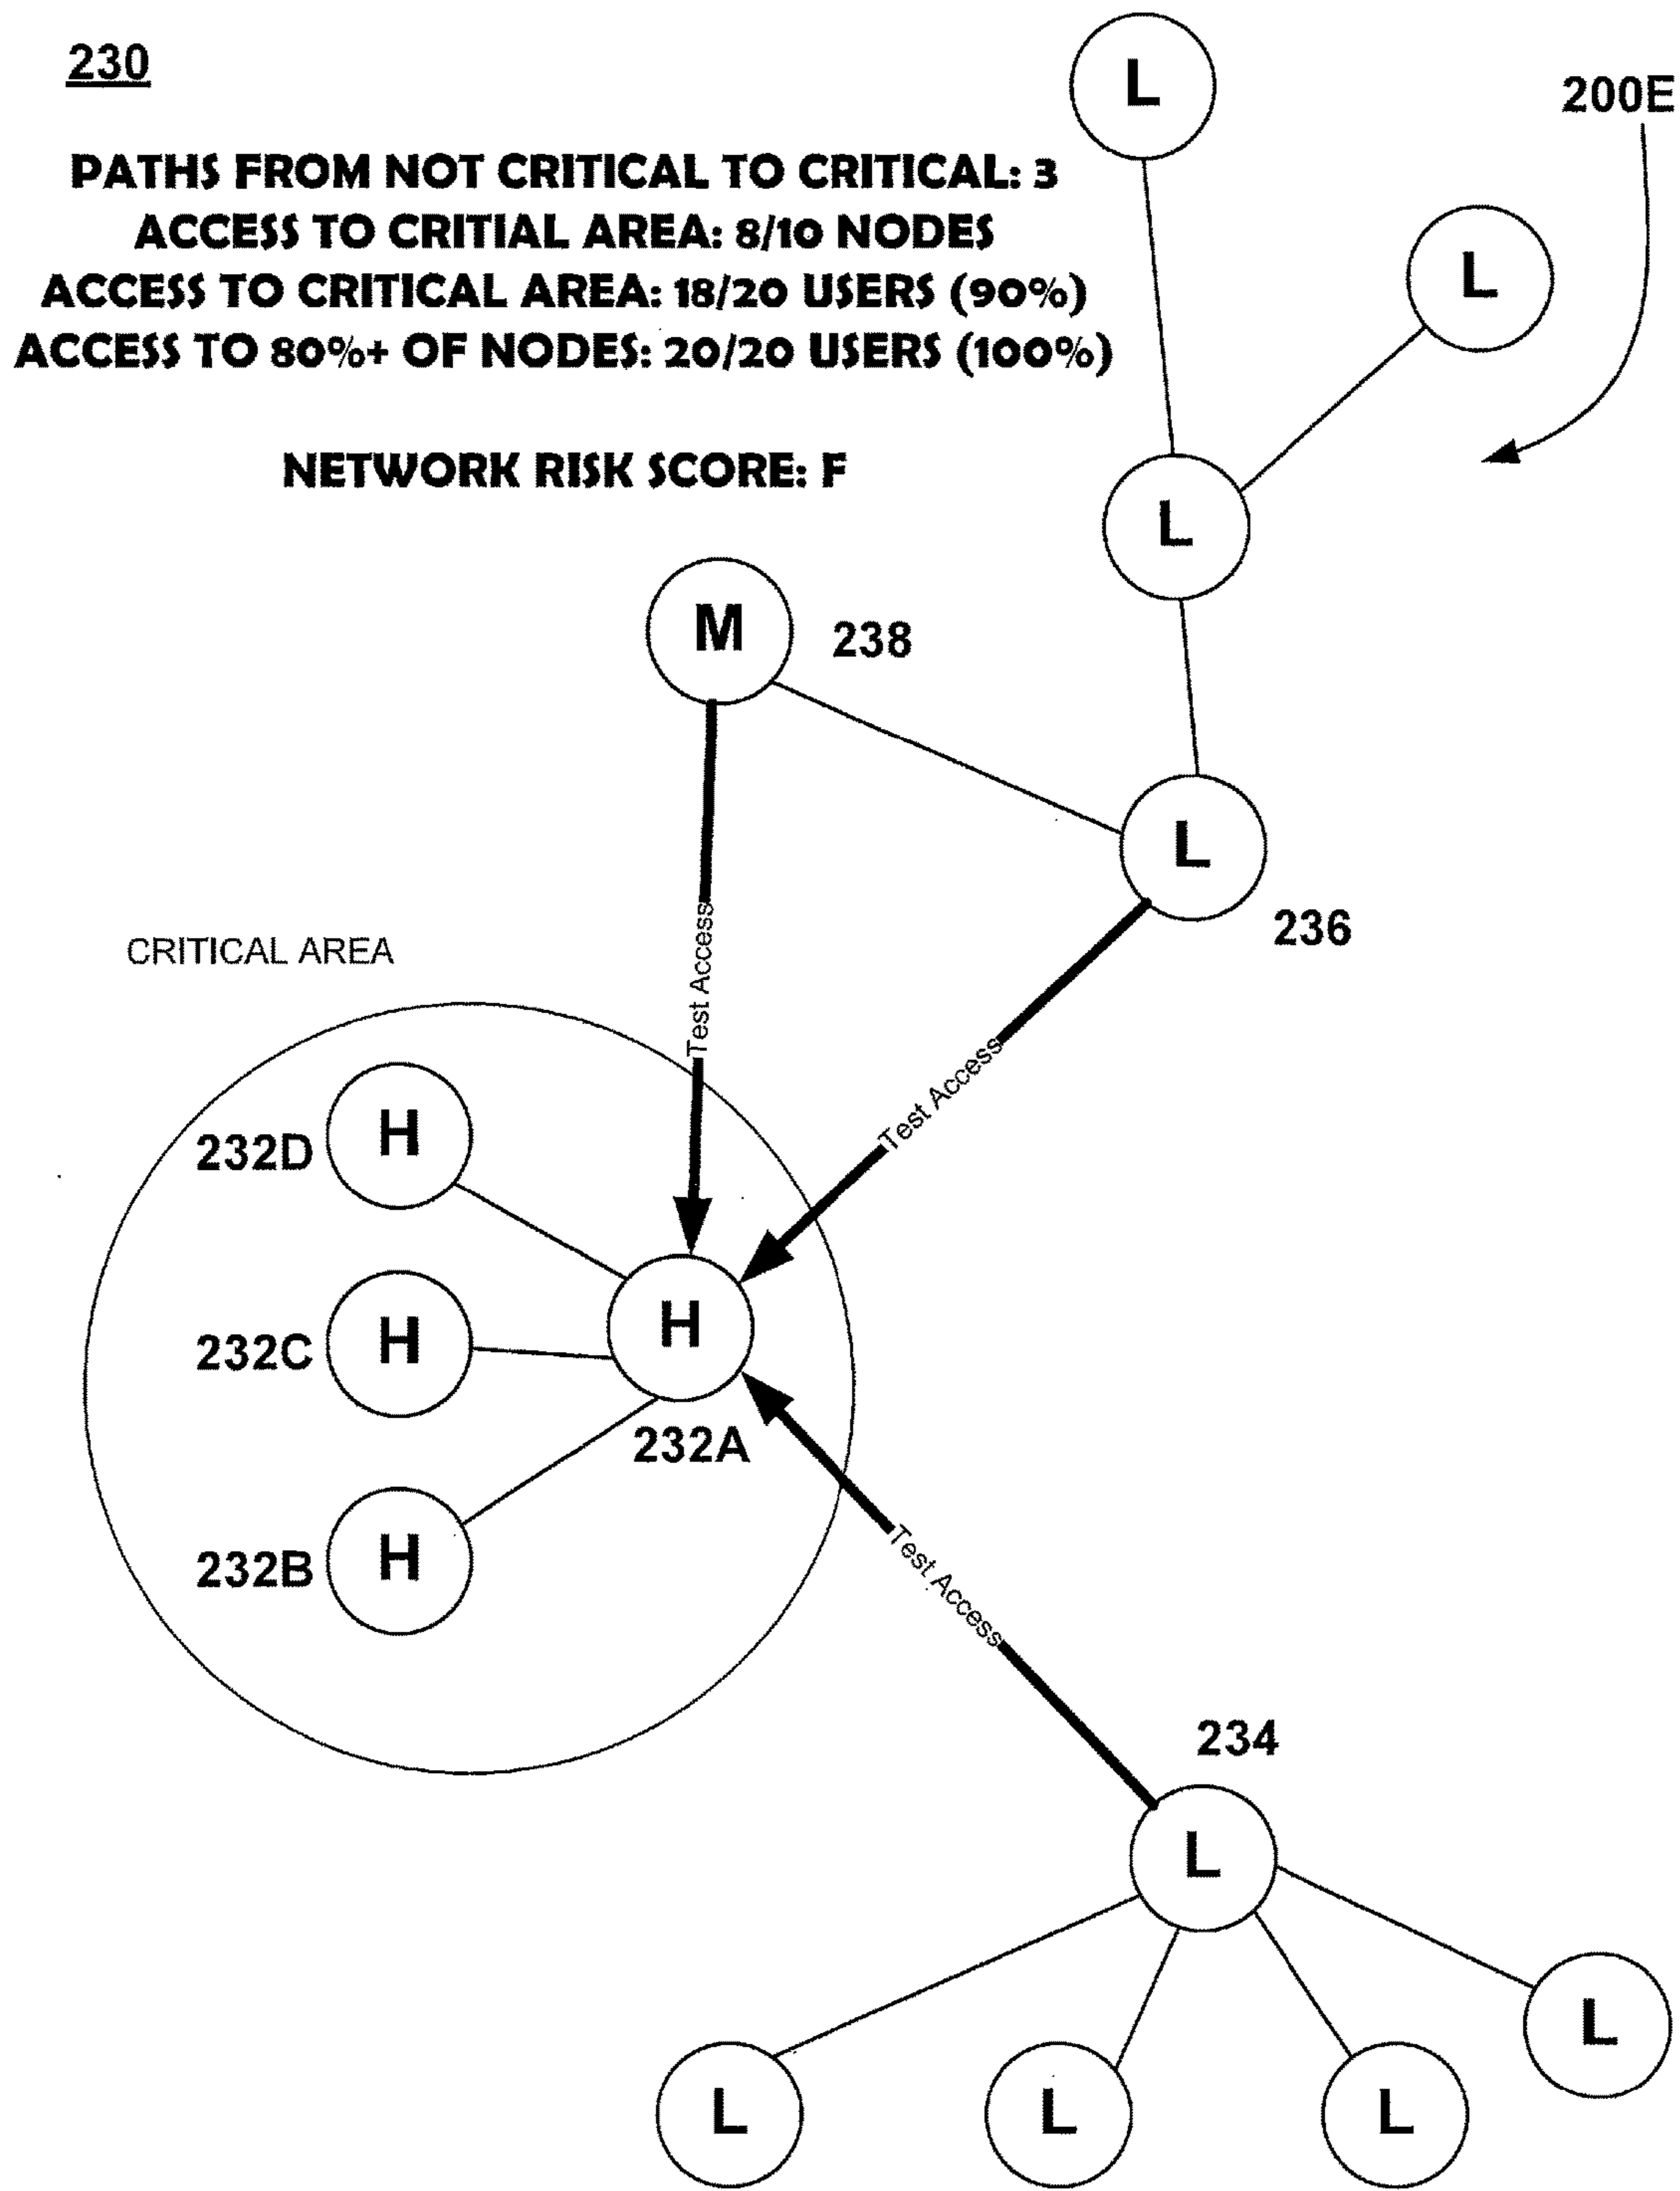 230
200E
PATHS FROM NOT CRITICAL TO CRITICAL: 3
ACCESS TO CRITIAL AREA: 8/10 NODES
ACCESS TO CRITICAL AREA: 18/20 USERS (90%)
ACCESS TO 80%+ OF NODES: 20/20 USERS (100%)
NETWORK RISK SCORE: F
L
L
L
M
238
L
236
Test Access
Test Access
CRITICAL AREA
H
232D
H
232C
H
232A
H
232B
Test Access
234
L
L
L
L
L